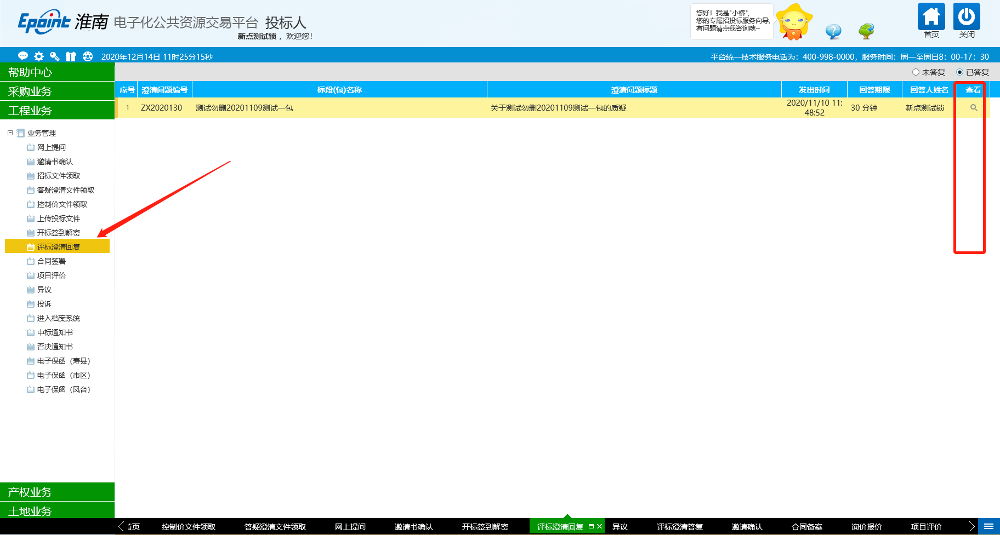 Epoint 淮南 电子化公共资源交易平台 投标人
新点测试锁，欢迎您！
您好！我是"小桥",
您的专属招投标服务向导,
有问题请点我咨询哦~
首页
关闭
2020年12月14日 11时25分15秒
平台统一技术服务电话为：400-998-0000，服务时间：周一至周日8：00-17：30
帮助中心
采购业务
工程业务
业务管理
网上提问
邀请书确认
招标文件领取
答疑澄清文件领取
控制价文件领取
上传投标文件
开标签到解密
评标澄清回复
合同签署
项目评价
异议
投诉
进入档案系统
中标通知书
否决通知书
电子保函（寿县）
电子保函（市区）
电子保函（凤台）
产权业务
土地业务
未答复 已答复
序号 澄清问题编号 标段(包)名称 澄清问题标题 发出时间 回答期限 回答人姓名 查看
1 ZX2020130 测试勿删20201109测试一包 关于测试勿删20201109测试一包的质疑 2020/11/10 11:48:52 30 分钟 新点测试锁
首页 控制价文件领取 答疑澄清文件领取 网上提问 邀请书确认 开标签到解密 评标澄清回复 异议 评标澄清答复 邀请确认 合同备案 询价报价 项目评价